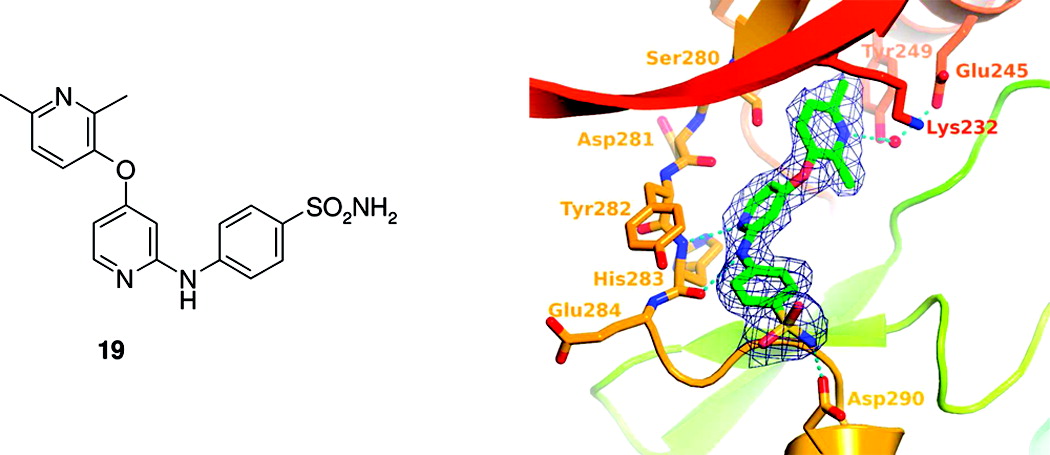 N
O
N
N
H
SO2NH2
19
Ser280
Tyr249
Glu245
Lys232
Asp281
Tyr282
His283
Glu284
Asp290